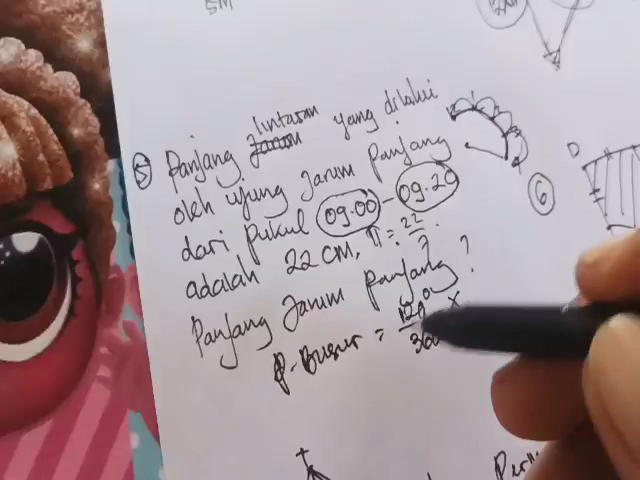 SM
5 Panjang lintasan yang dilalui
oleh ujung Jarum Panjang
dari pukul 09.00 - 09.20
adalah 22 CM, π = 22/7.
Panjang Jarum Panjang ?
P. Busur = 120/360 x
6
D